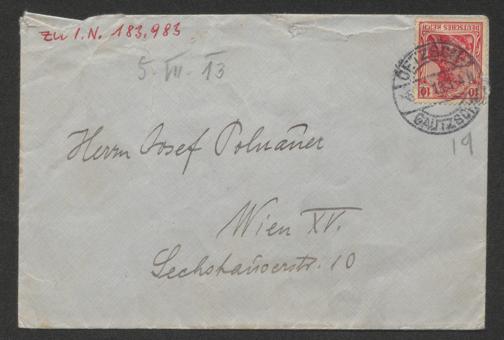 zu I.N. 183.983
5. VII. 13
DEUTSCHES REICH
10 10
OETZSCH
GAUTZSCH
19
Herrn Josef Polnauer
Wien XV.
Sechshauserstr. 10